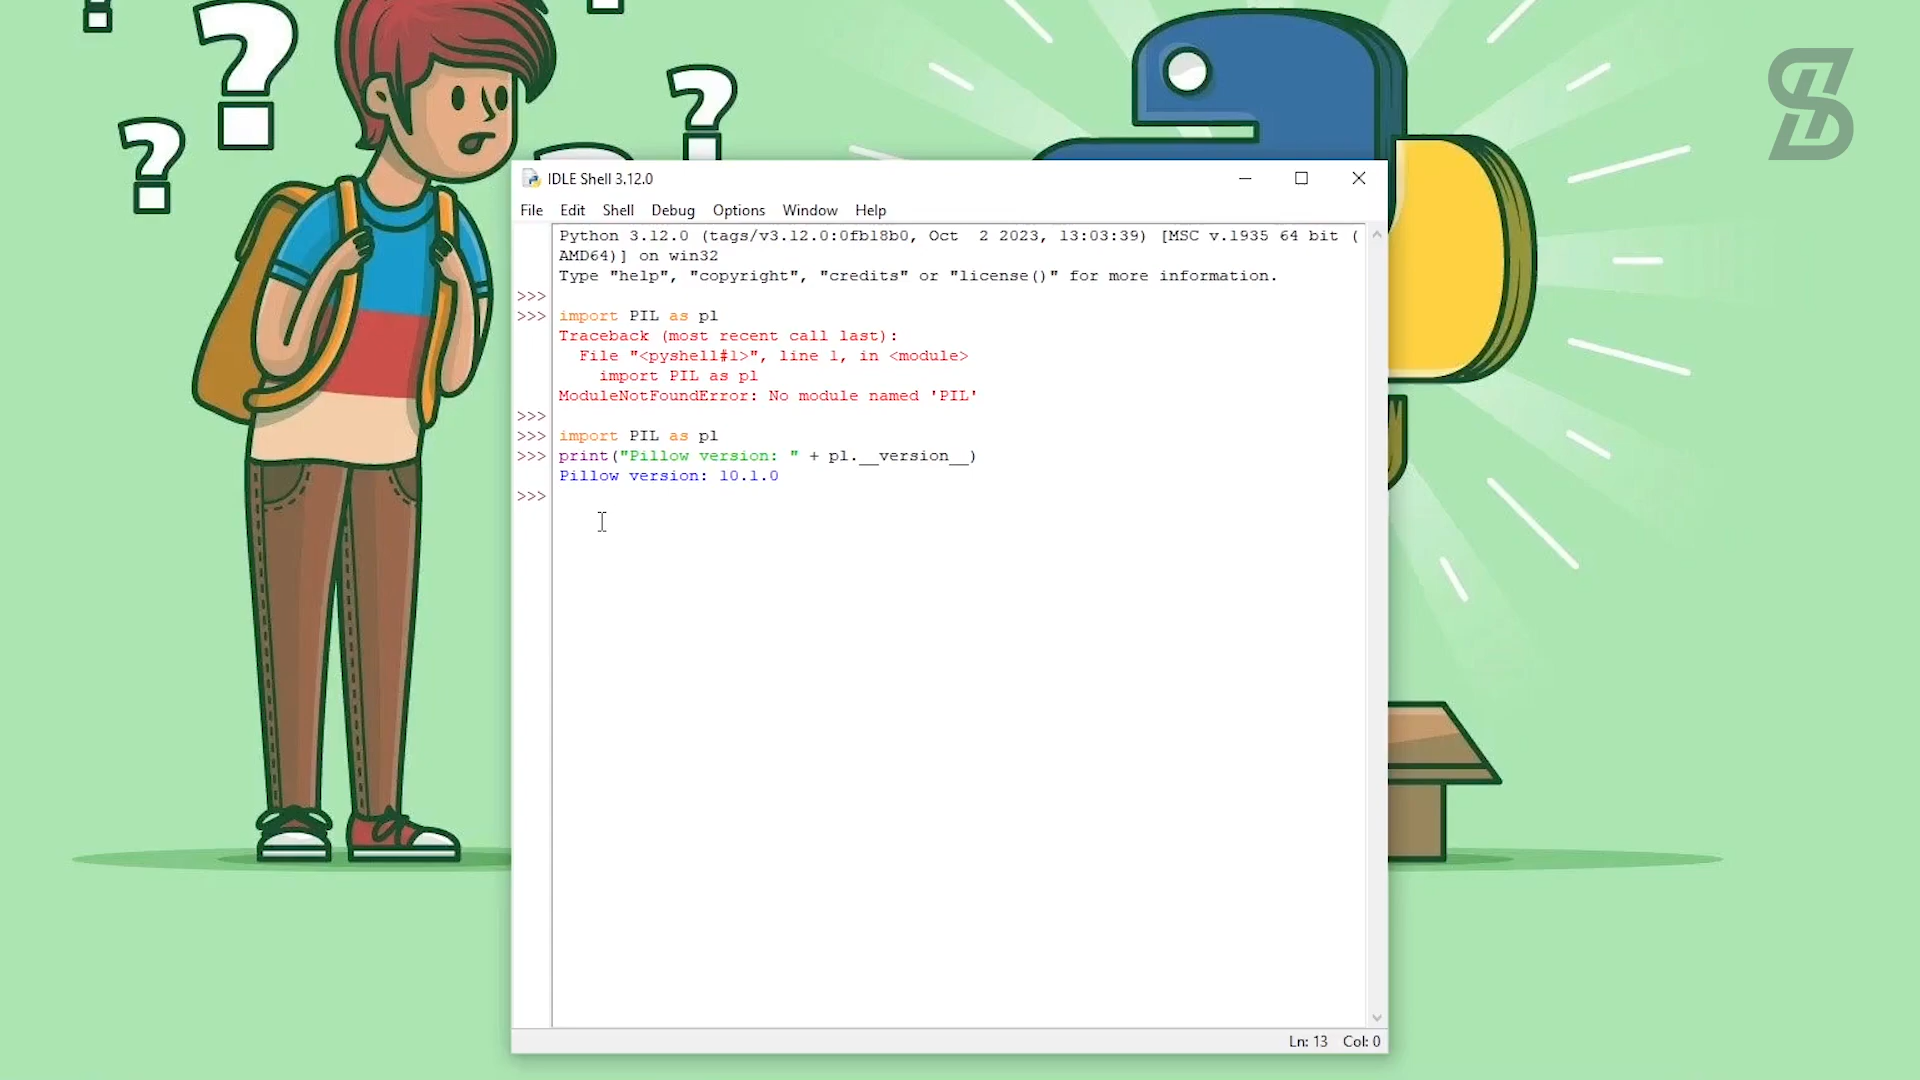 IDLE Shell 3.12.0
File Edit Shell Debug Options Window Help
Python 3.12.0 (tags/v3.12.0:0fb18b0, Oct  2 2023, 13:03:39) [MSC v.1935 64 bit (
AMD64)] on win32
Type "help", "copyright", "credits" or "license()" for more information.
>>>
>>> import PIL as pl
Traceback (most recent call last):
  File "<pyshell#1>", line 1, in <module>
    import PIL as pl
ModuleNotFoundError: No module named 'PIL'
>>>
>>> import PIL as pl
>>> print("Pillow version: " + pl.__version__)
Pillow version: 10.1.0
>>>
Ln: 13 Col: 0